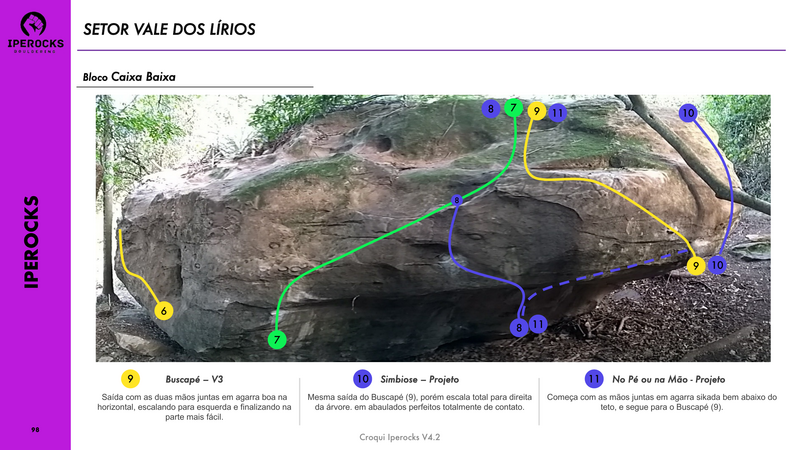 IPEROCKS
BOULDERING
SETOR VALE DOS LÍRIOS
Bloco Caixa Baixa
8 7 9 11 10
8
9 10
6
7
8 11
IPEROCKS
9 Buscapé – V3
Saída com as duas mãos juntas em agarra boa na
horizontal, escalando para esquerda e finalizando na
parte mais fácil.
10 Simbiose – Projeto
Mesma saída do Buscapé (9), porém escala total para direita
da árvore. em abaulados perfeitos totalmente de contato.
11 No Pé ou na Mão - Projeto
Começa com as mãos juntas em agarra sikada bem abaixo do
teto, e segue para o Buscapé (9).
98
Croqui Iperocks V4.2